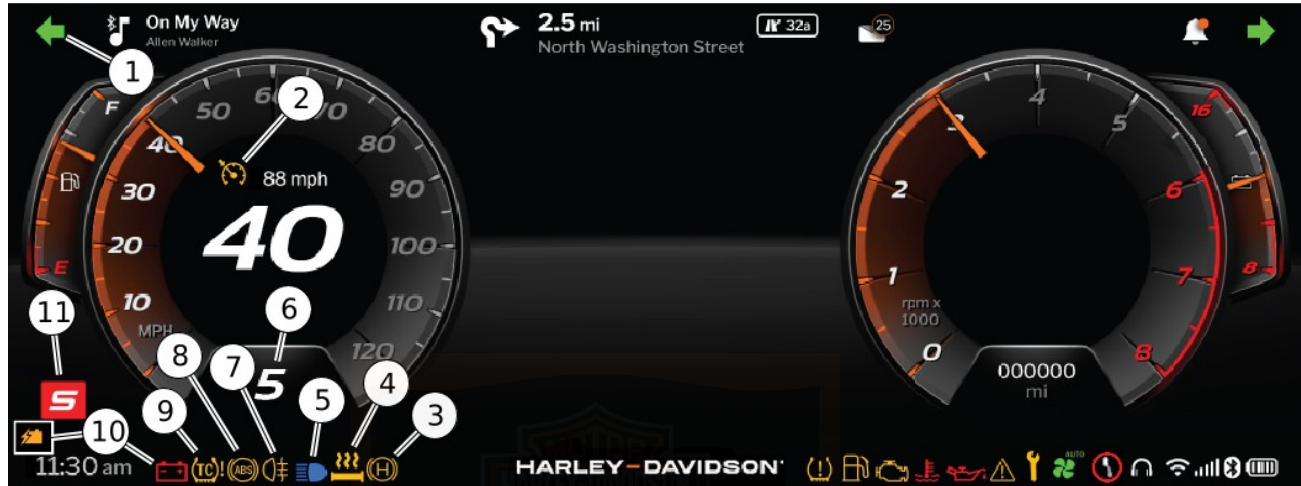 On My Way
Allen Walker
2.5 mi
North Washington Street
32a
25
1
F
E
2
50
60
70
40
80
30
90
20
100
10
110
MPH
120
88 mph
40
6
5
11
8
7
4
9
5
3
10
S
11:30 am
TC !
ABS
H
HARLEY-DAVIDSON
AUTO
4
3
5
2
6
1
7
0
8
rpm x
1000
000000
mi
16
8